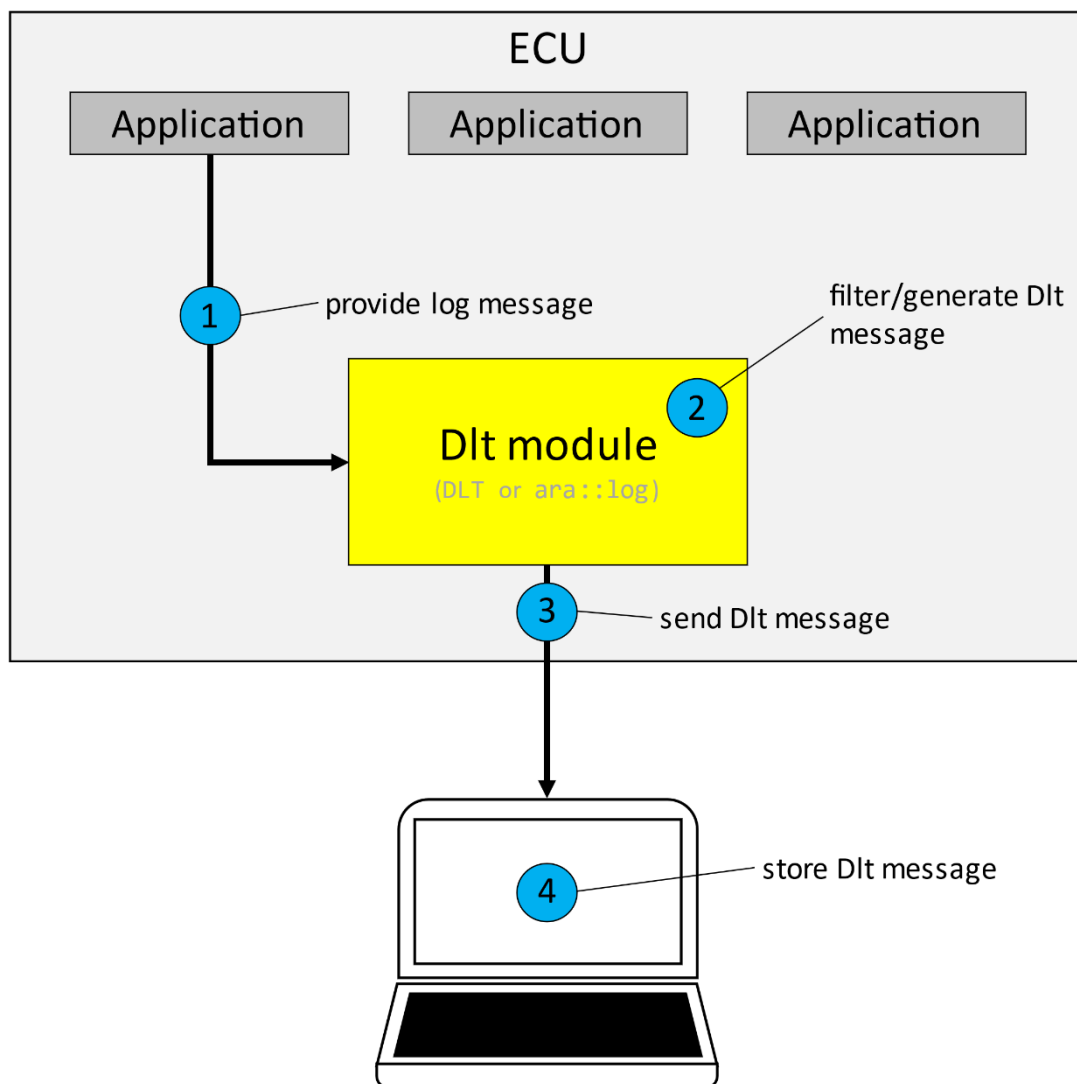 ECU
Application
Application
Application
1
provide log message
filter/generate Dlt
message
2
Dlt module
(DLT or ara::log)
3
send Dlt message
4
store Dlt message